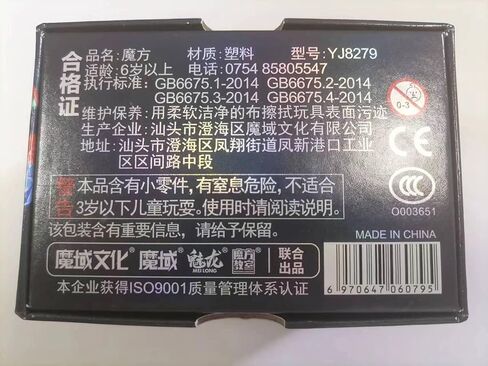 合格证
品名:魔方 材质:塑料 型号:YJ8279
适龄:6岁以上 电话:0754 85805547
执行标准:GB6675.1-2014 GB6675.2-2014
GB6675.3-2014 GB6675.4-2014
维护保养:用柔软洁净的布擦拭玩具表面污迹
生产企业:汕头市澄海区魔域文化有限公司
地址:汕头市澄海区凤翔街道凤新港口工业
区区间路中段
0-3
CE
CCC
O003651
警告
本品含有小零件,有窒息危险,不适合
3岁以下儿童玩耍。使用时请阅读说明。
该包装含有重要信息,请给予保留。
MADE IN CHINA
魔域文化 魔域 魅龙 MEILONG 魔方教室 联合出品
本企业获得ISO9001质量管理体系认证
6 970647 060795